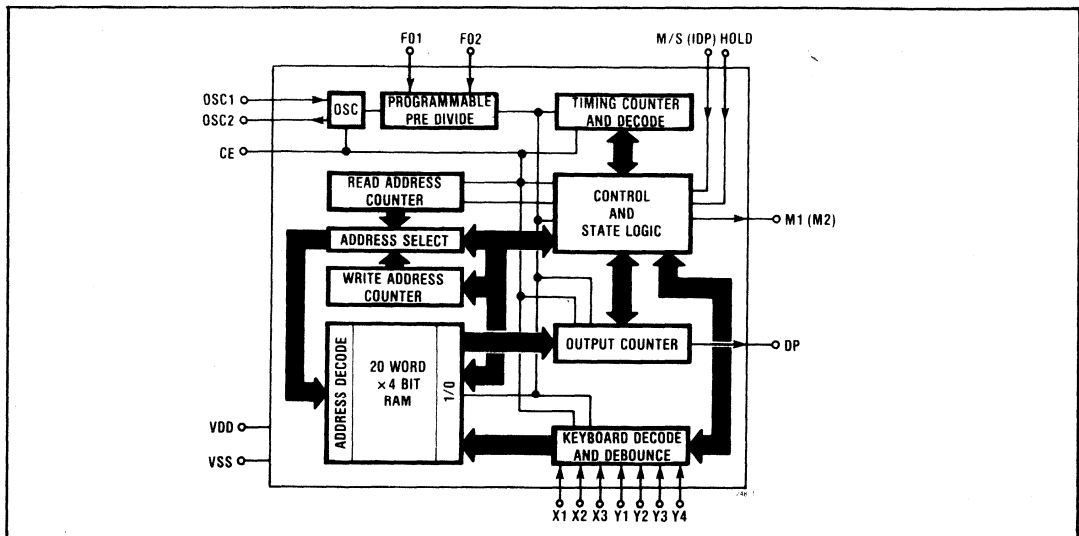 F01 F02 M/S (IDP) HOLD
OSC1
OSC2
OSC
PROGRAMMABLE
PRE DIVIDE
TIMING COUNTER
AND DECODE
CE
READ ADDRESS
COUNTER
ADDRESS SELECT
WRITE ADDRESS
COUNTER
CONTROL
AND
STATE LOGIC
M1 (M2)
ADDRESS DECODE
20 WORD
×4 BIT
RAM
I/O
OUTPUT COUNTER
DP
VDD
VSS
KEYBOARD DECODE
AND DEBOUNCE
X1 X2 X3 Y1 Y2 Y3 Y4